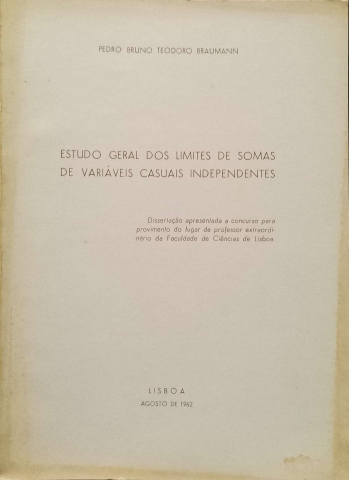 PEDRO BRUNO TEODORO BRAUMANN
ESTUDO GERAL DOS LIMITES DE SOMAS
DE VARIÁVEIS CASUAIS INDEPENDENTES
Dissertação apresentada a concurso para
provimento do lugar de professor extraordi-
nário da Faculdade de Ciências de Lisboa.
LISBOA
AGOSTO DE 1962